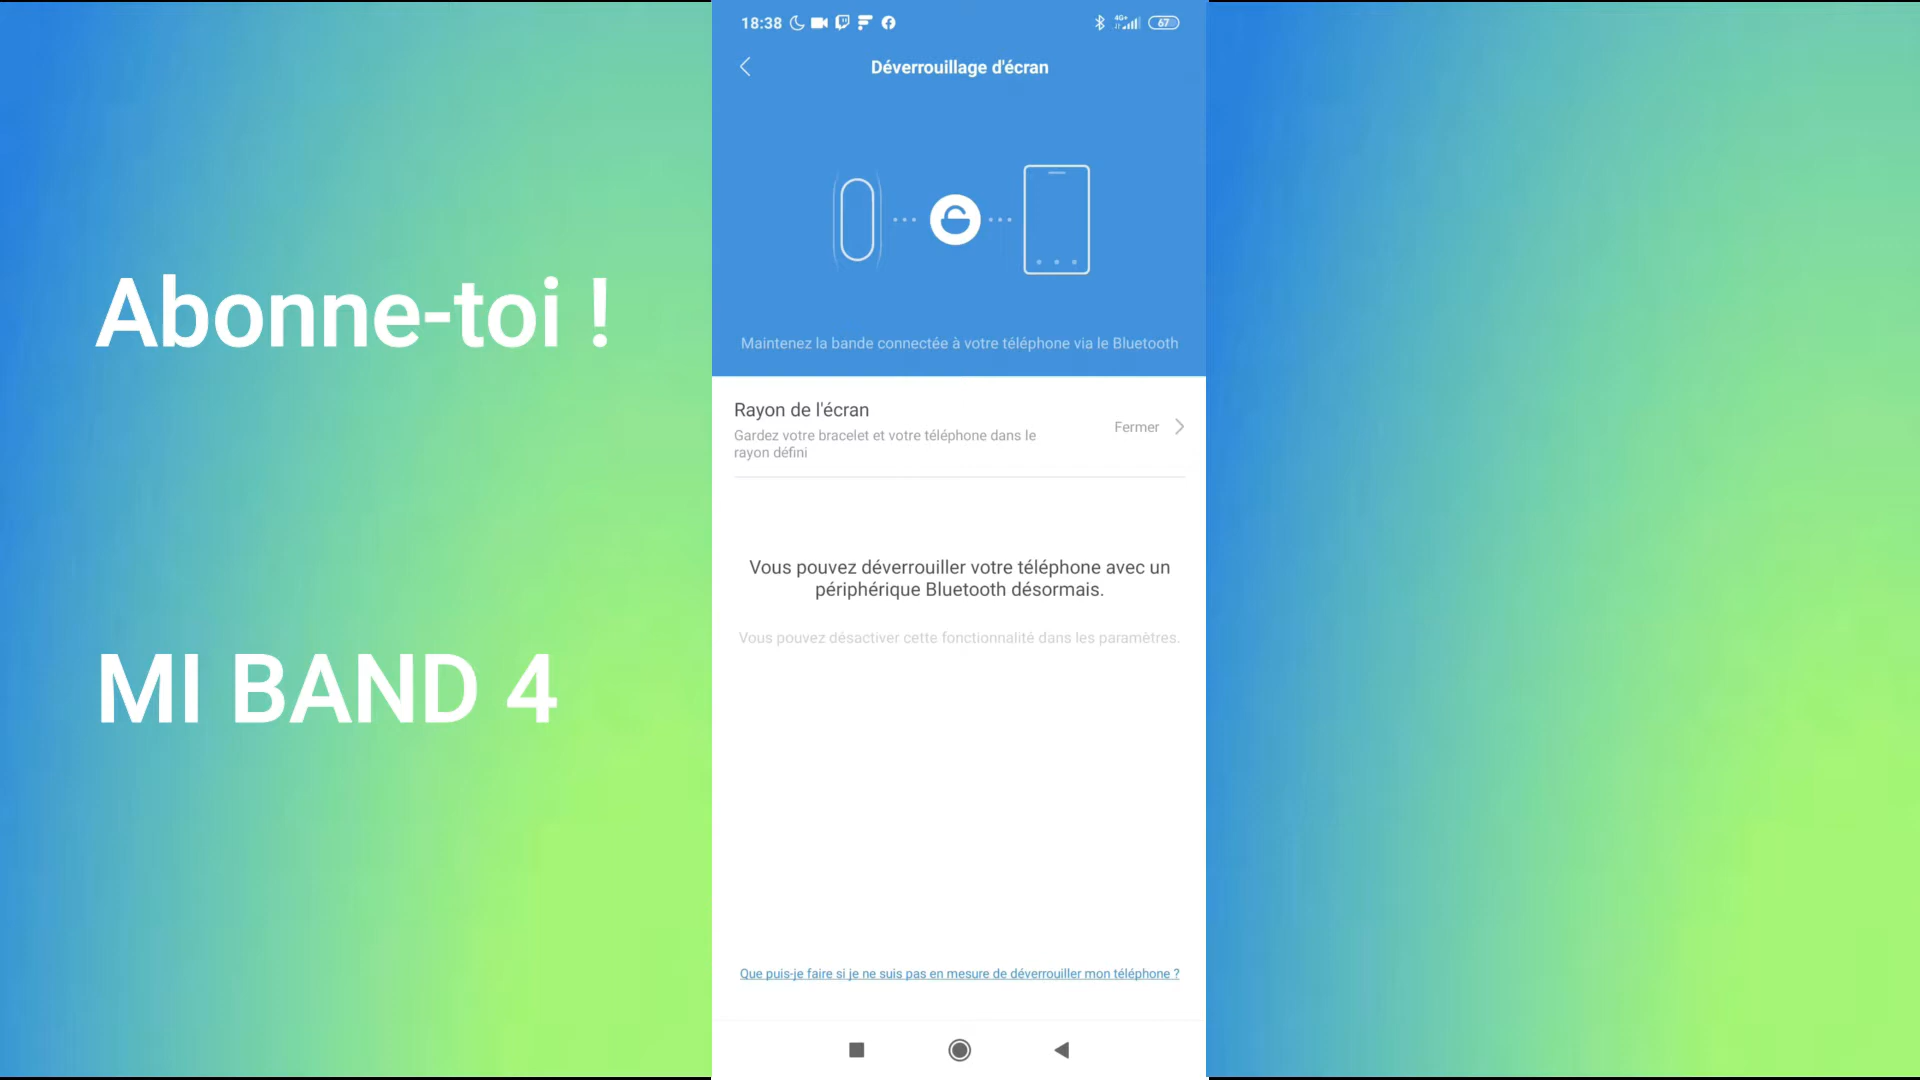 18:38
4G+
67
Déverrouillage d'écran
Maintenez la bande connectée à votre téléphone via le Bluetooth
Rayon de l'écran
Gardez votre bracelet et votre téléphone dans le
rayon défini
Fermer
Vous pouvez déverrouiller votre téléphone avec un
périphérique Bluetooth désormais.
Vous pouvez désactiver cette fonctionnalité dans les paramètres.
Que puis-je faire si je ne suis pas en mesure de déverrouiller mon téléphone ?
Abonne-toi !
MI BAND 4